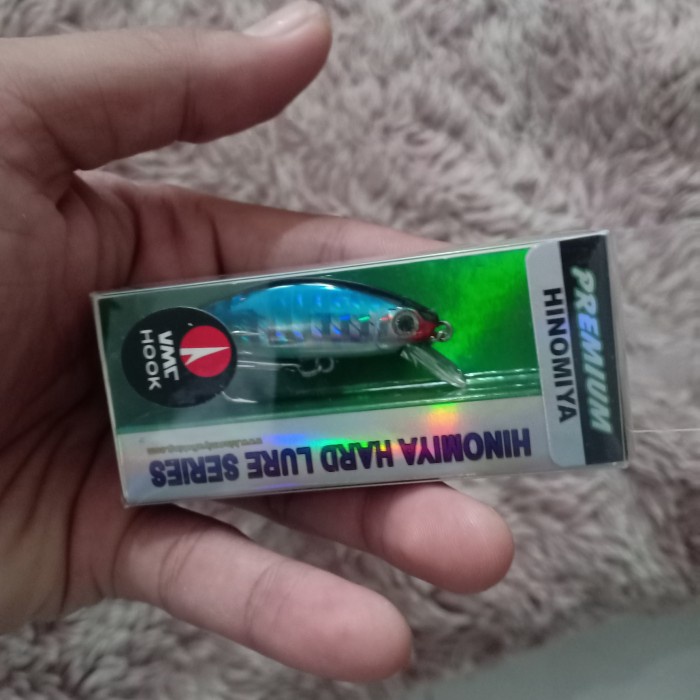 PREMIUM
HINOMIYA
VMC
HOOK
HINOMIYA HARD LURE SERIES